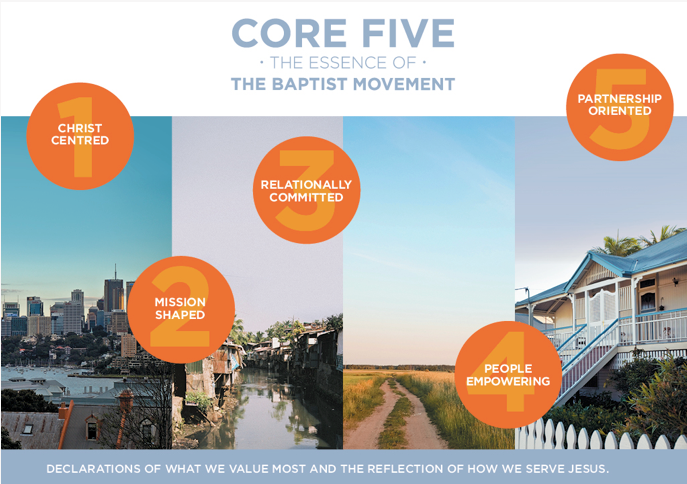 CORE FIVE
· THE ESSENCE OF ·
THE BAPTIST MOVEMENT
1
CHRIST
CENTRED
2
MISSION
SHAPED
3
RELATIONALLY
COMMITTED
4
PEOPLE
EMPOWERING
5
PARTNERSHIP
ORIENTED
DECLARATIONS OF WHAT WE VALUE MOST AND THE REFLECTION OF HOW WE SERVE JESUS.